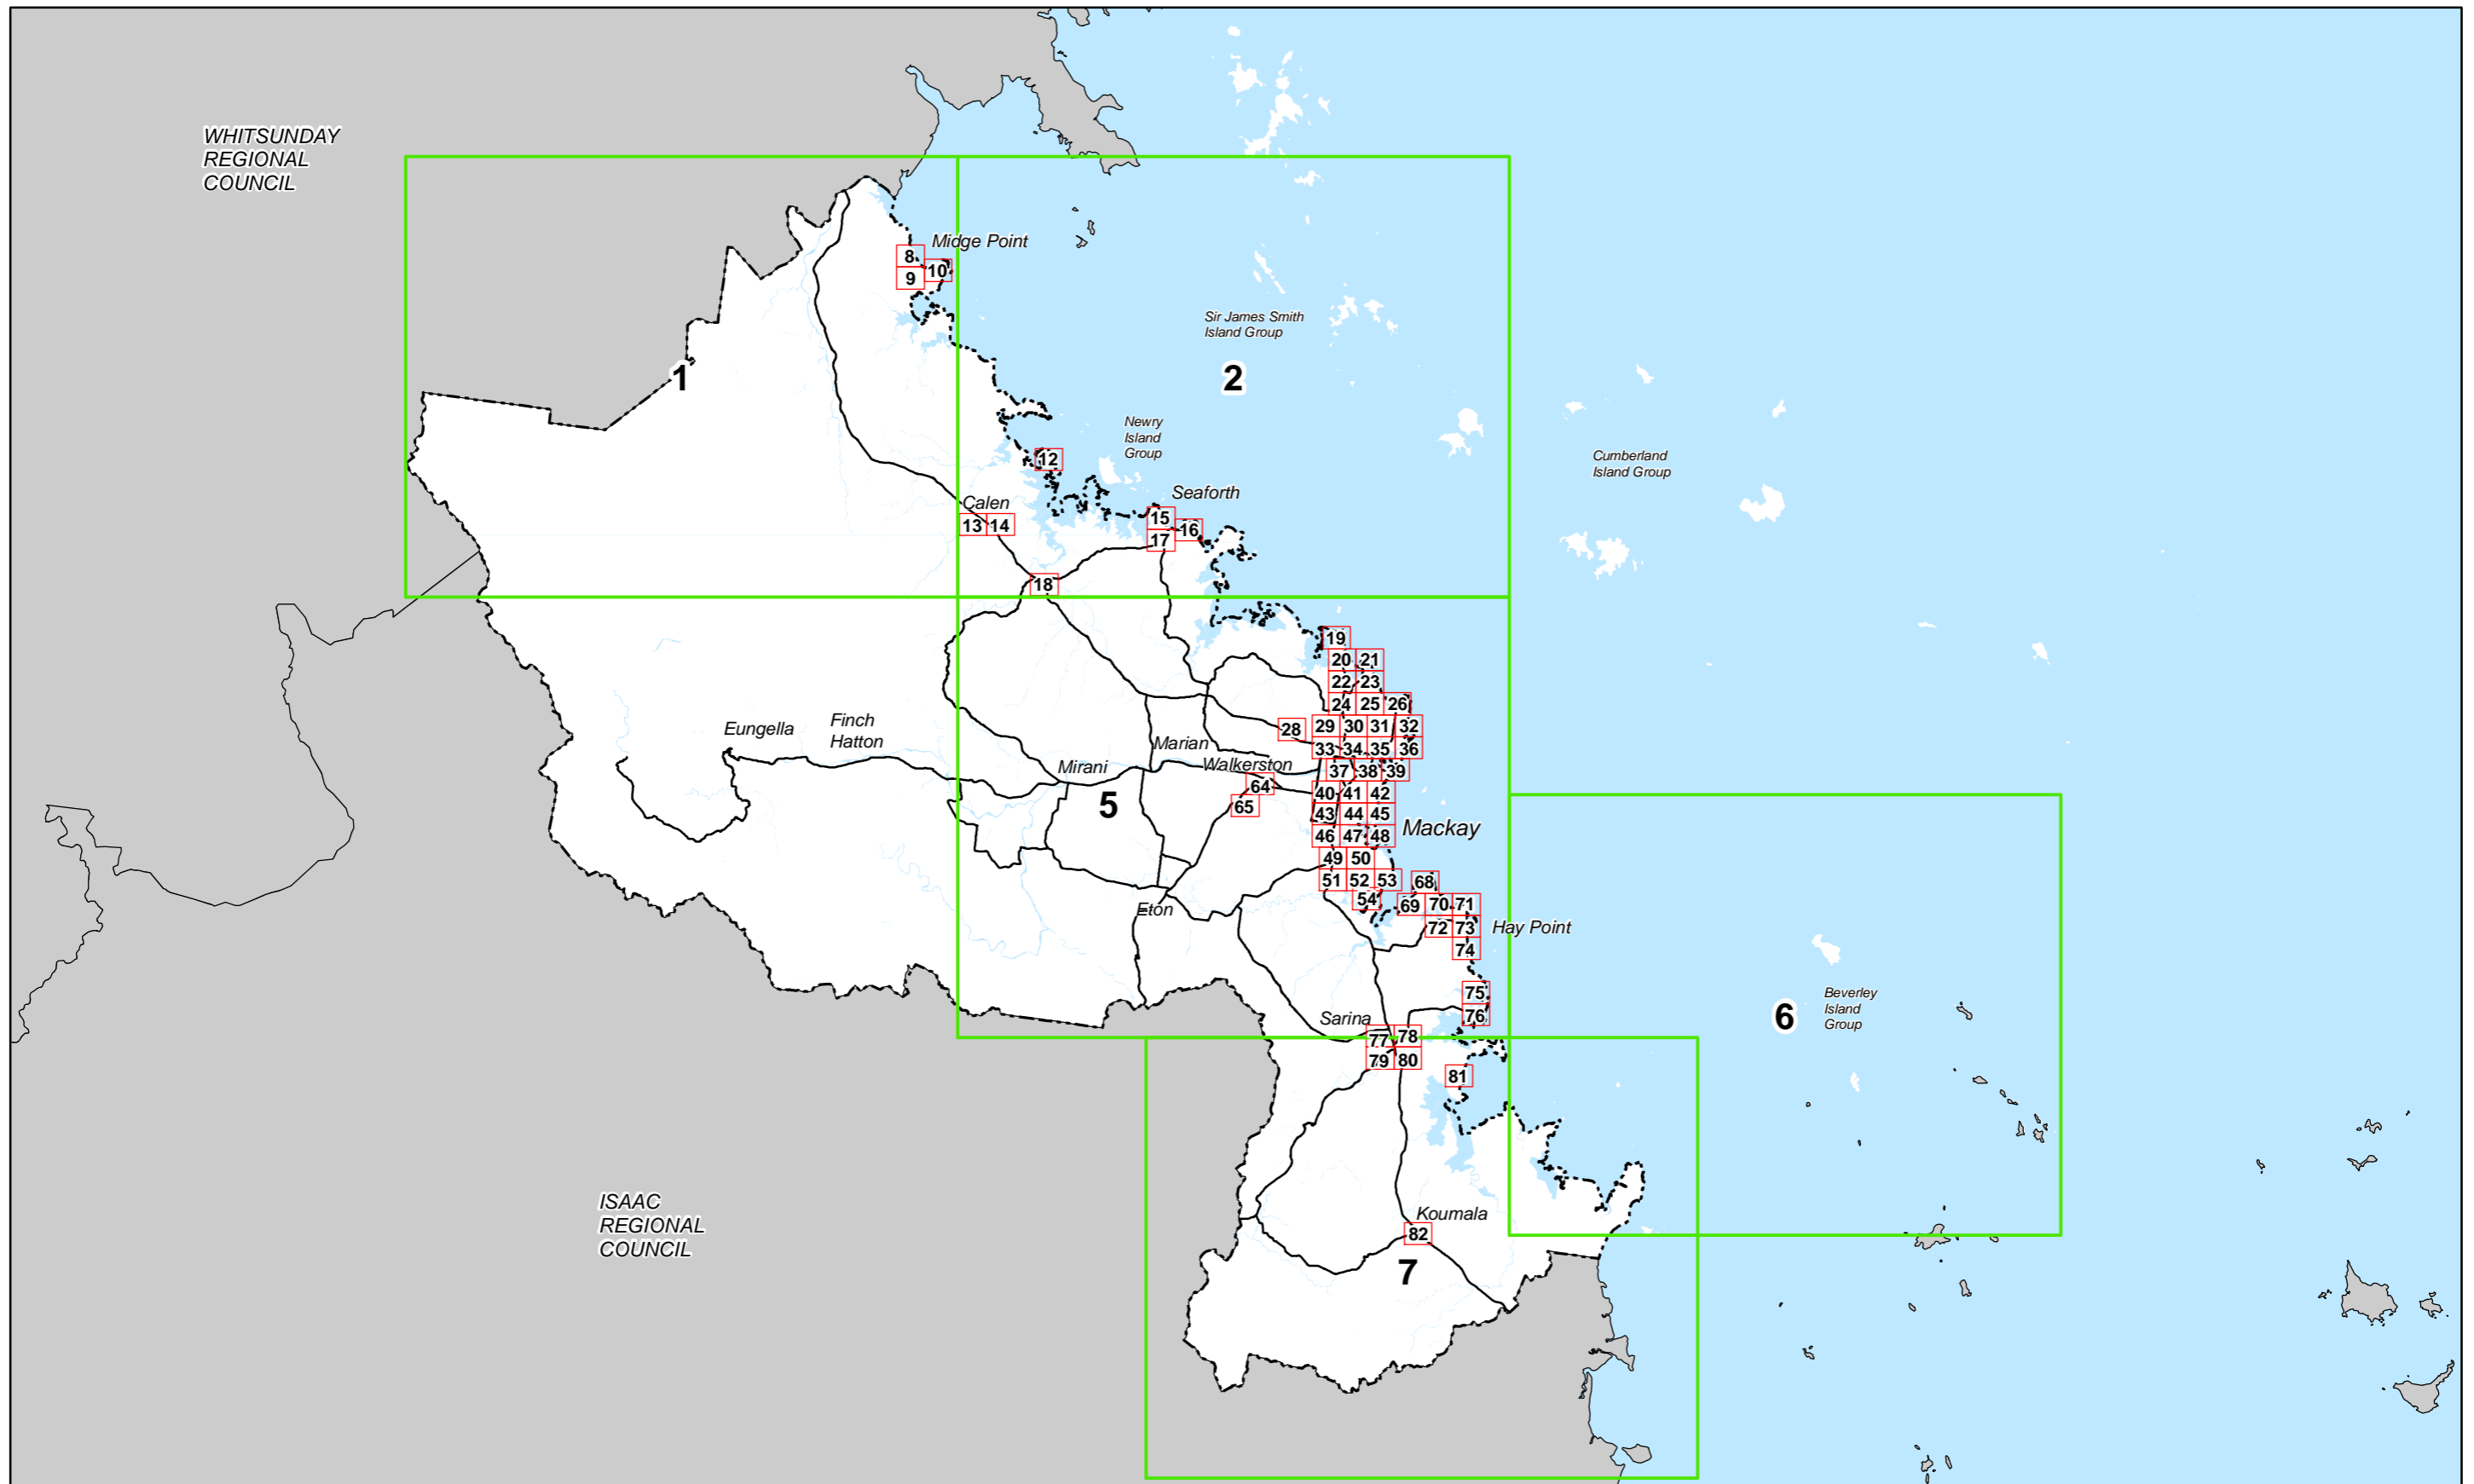 WHITSUNDAY
REGIONAL
COUNCIL
Midge Point
8
10
9
Sir James Smith
Island Group
1
2
Newry
Island
Group
12
Cumberland
Island Group
Seaforth
Calen
13 14
15
16
17
18
19
20 21
22 23
24 25 26
Eungella
Finch
Hatton
28
29 30 31 32
Marian
33 34 35 36
Mirani
Walkerston
37 38 39
64
40 41 42
5
65
43 44 45
46 47 48
Mackay
49 50
51 52 53
68
54
69 70 71
Eton
72 73
Hay Point
74
75
76
Beverley
Island
Group
6
Sarina
77 78
79 80
81
ISAAC
REGIONAL
COUNCIL
Koumala
82
7